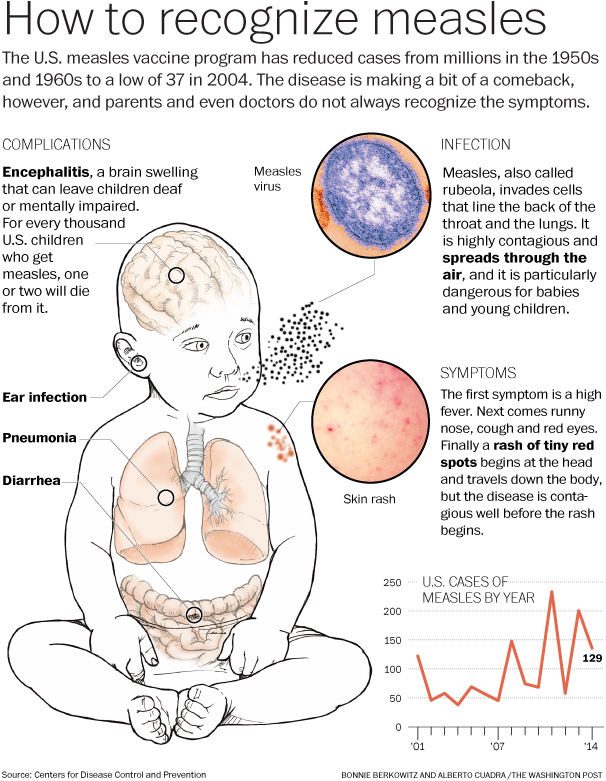 How to recognize measles
The U.S. measles vaccine program has reduced cases from millions in the 1950s
and 1960s to a low of 37 in 2004. The disease is making a bit of a comeback,
however, and parents and even doctors do not always recognize the symptoms.
COMPLICATIONS
Encephalitis, a brain swelling
that can leave children deaf
or mentally impaired.
For every thousand
U.S. children
who get
measles, one
or two will die
from it.
Ear infection
Pneumonia
Diarrhea
Measles
virus
INFECTION
Measles, also called
rubeola, invades cells
that line the back of the
throat and the lungs. It
is highly contagious and
spreads through the
air, and it is particularly
dangerous for babies
and young children.
Skin rash
SYMPTOMS
The first symptom is a high
fever. Next comes runny
nose, cough and red eyes.
Finally a rash of tiny red
spots begins at the head
and travels down the body,
but the disease is conta-
gious well before the rash
begins.
U.S. CASES OF
MEASLES BY YEAR
250
200
150
100
50
0
129
'01
'07
'14
Source: Centers for Disease Control and Prevention
BONNIE BERKOWITZ AND ALBERTO CUADRA /THE WASHINGTON POST